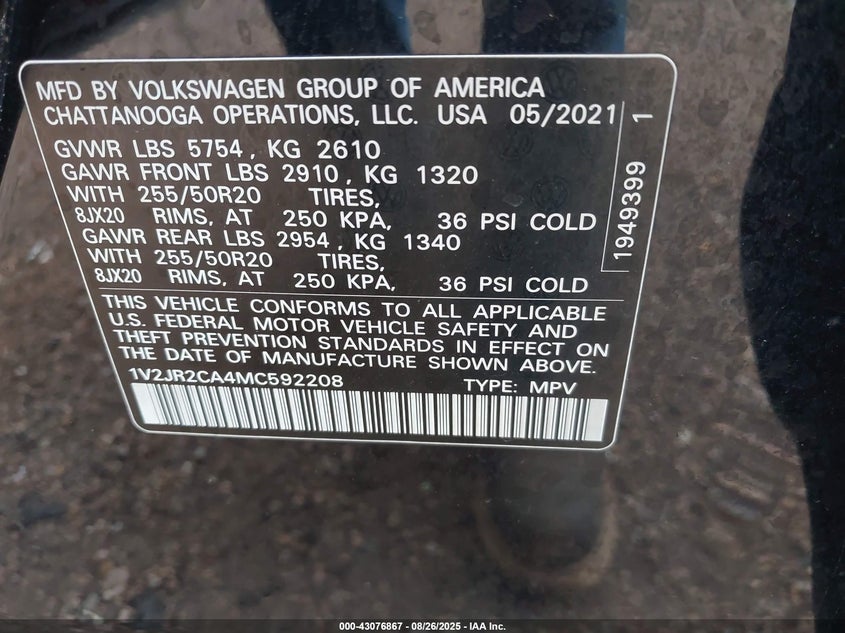 MFD BY VOLKSWAGEN GROUP OF AMERICA
CHATTANOOGA OPERATIONS, LLC. USA 05/2021
GVWR LBS 5754, KG 2610
GAWR FRONT LBS 2910, KG 1320
WITH 255/50R20 TIRES,
8JX20 RIMS, AT 250 KPA, 36 PSI COLD
GAWR REAR LBS 2954, KG 1340
WITH 255/50R20 TIRES,
8JX20 RIMS, AT 250 KPA, 36 PSI COLD
1949399 1
THIS VEHICLE CONFORMS TO ALL APPLICABLE
U.S. FEDERAL MOTOR VEHICLE SAFETY AND
THEFT PREVENTION STANDARDS IN EFFECT ON
THE DATE OF MANUFACTURE SHOWN ABOVE.
1V2JR2CA4MC592208 TYPE: MPV
000-43076867 - 08/26/2025 - IAA Inc.